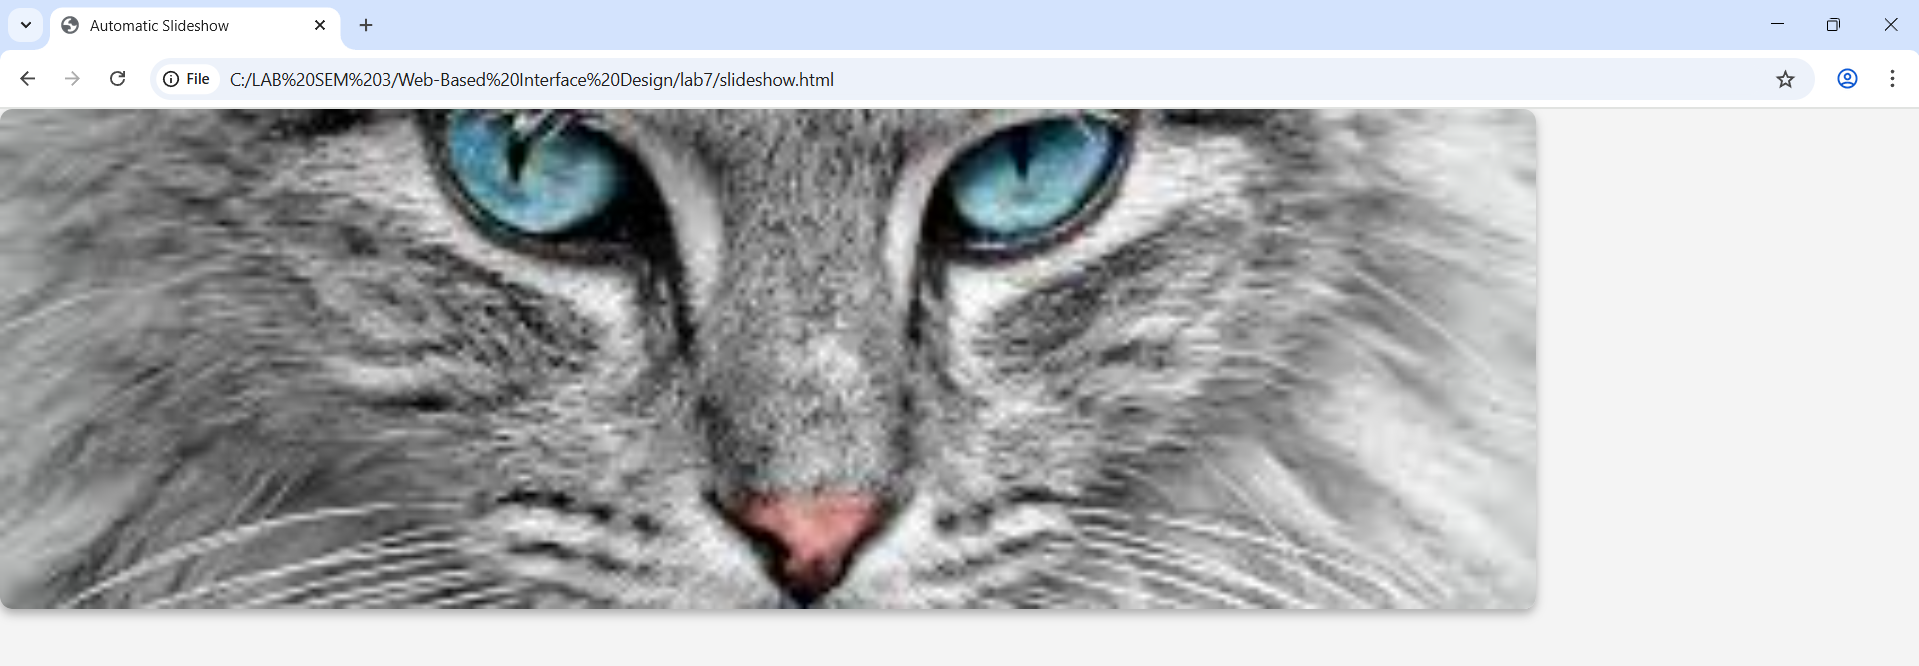 Automatic Slideshow
File
C:/LAB%20SEM%203/Web-Based%20Interface%20Design/lab7/slideshow.html